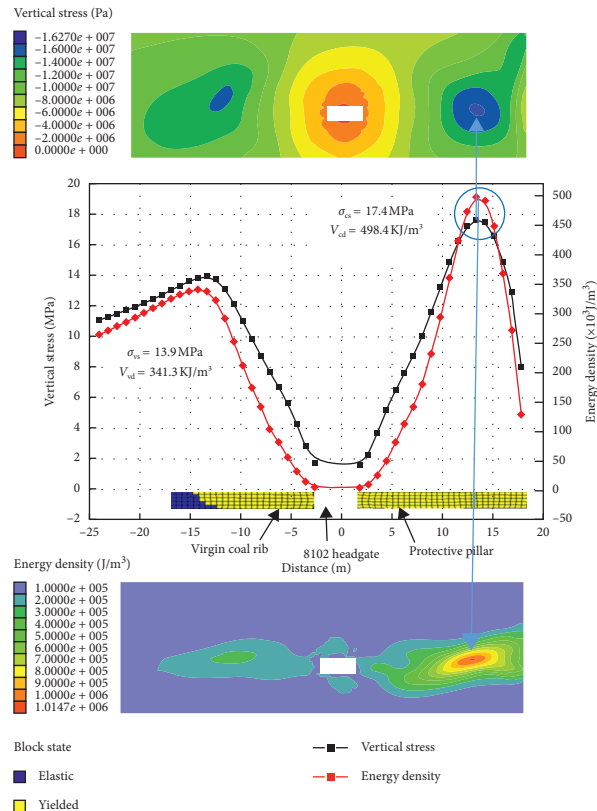 Vertical stress (Pa)
−1.6270e + 007
−1.6000e + 007
−1.4000e + 007
−1.2000e + 007
−1.0000e + 007
−8.0000e + 006
−6.0000e + 006
−4.0000e + 006
−2.0000e + 006
0.0000e + 000
20
18
16
14
12
10
8
6
4
2
0
−2
Vertical stress (MPa)
σcs = 17.4 MPa
Vcd = 498.4 KJ/m³
σvs = 13.9 MPa
Vvd = 341.3 KJ/m³
500
450
400
350
300
250
200
150
100
50
0
−50
Energy density (×10³J/m³)
−25 −20 −15 −10 −5 0 5 10 15 20
Virgin coal rib
8102 headgate
Protective pillar
Distance (m)
Energy density (J/m³)
1.0000e + 005
2.0000e + 005
3.0000e + 005
4.0000e + 005
5.0000e + 005
6.0000e + 005
7.0000e + 005
8.0000e + 005
9.0000e + 005
1.0000e + 006
1.0147e + 006
Block state
Elastic
Yielded
Vertical stress
Energy density